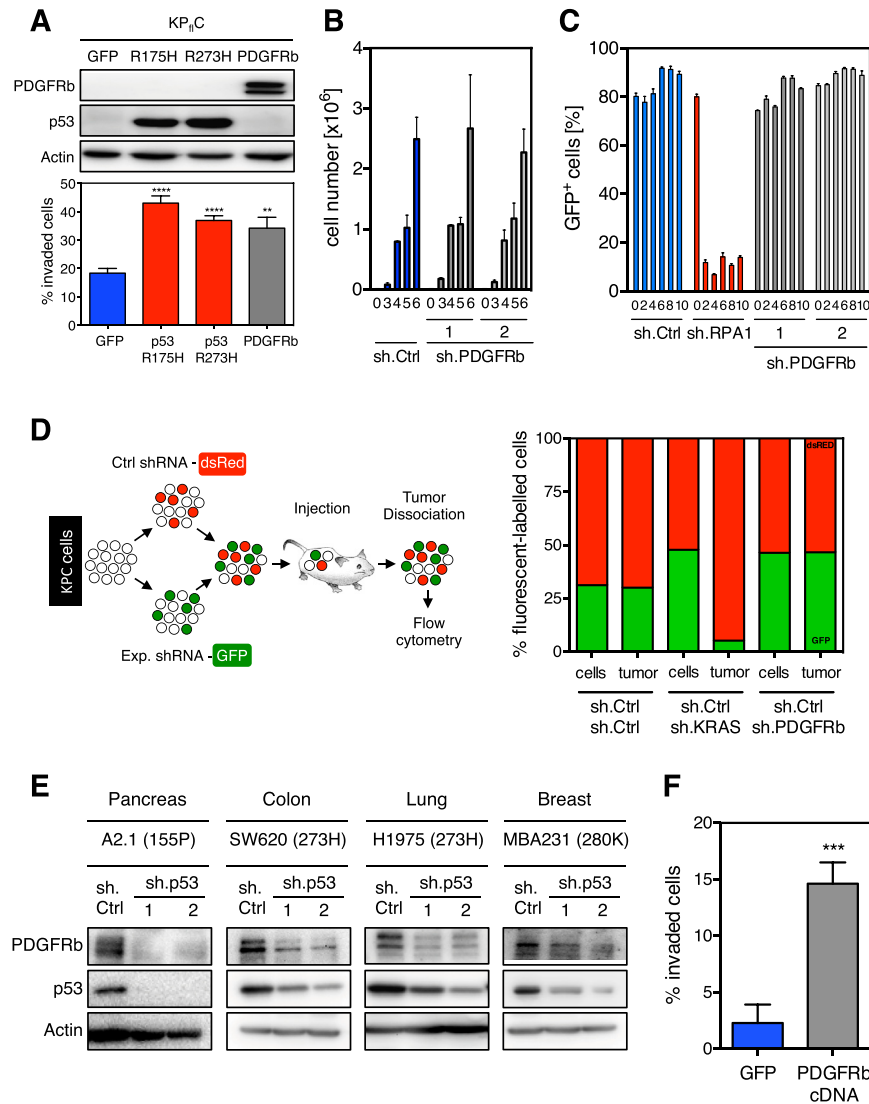 A
KPflC
GFP R175H R273H PDGFRb
PDGFRb
p53
Actin
% invaded cells
50
40
30
20
10
0
****
****
**
GFP
p53
R175H
p53
R273H
PDGFRb
B
cell number [x10⁶]
4
3
2
1
0
0 3 4 5 6 0 3 4 5 6 0 3 4 5 6
1 2
sh.Ctrl sh.PDGFRb
C
GFP⁺ cells [%]
100
80
60
40
20
0
0 2 4 6 8 10 0 2 4 6 8 10 0 2 4 6 8 10 0 2 4 6 8 10
sh.Ctrl sh.RPA1 1 2
sh.PDGFRb
D
KPC cells
Ctrl shRNA - dsRed
Exp. shRNA - GFP
Injection
Tumor
Dissociation
Flow
cytometry
% fluorescent-labelled cells
100
75
50
25
0
dsRED
GFP
cells tumor cells tumor cells tumor
sh.Ctrl sh.Ctrl sh.Ctrl
sh.Ctrl sh.KRAS sh.PDGFRb
E
Pancreas Colon Lung Breast
A2.1 (155P) SW620 (273H) H1975 (273H) MBA231 (280K)
sh. sh.p53 sh. sh.p53 sh. sh.p53 sh. sh.p53
Ctrl 1 2 Ctrl 1 2 Ctrl 1 2 Ctrl 1 2
PDGFRb
p53
Actin
F
% invaded cells
20
15
10
5
0
***
GFP PDGFRb
cDNA